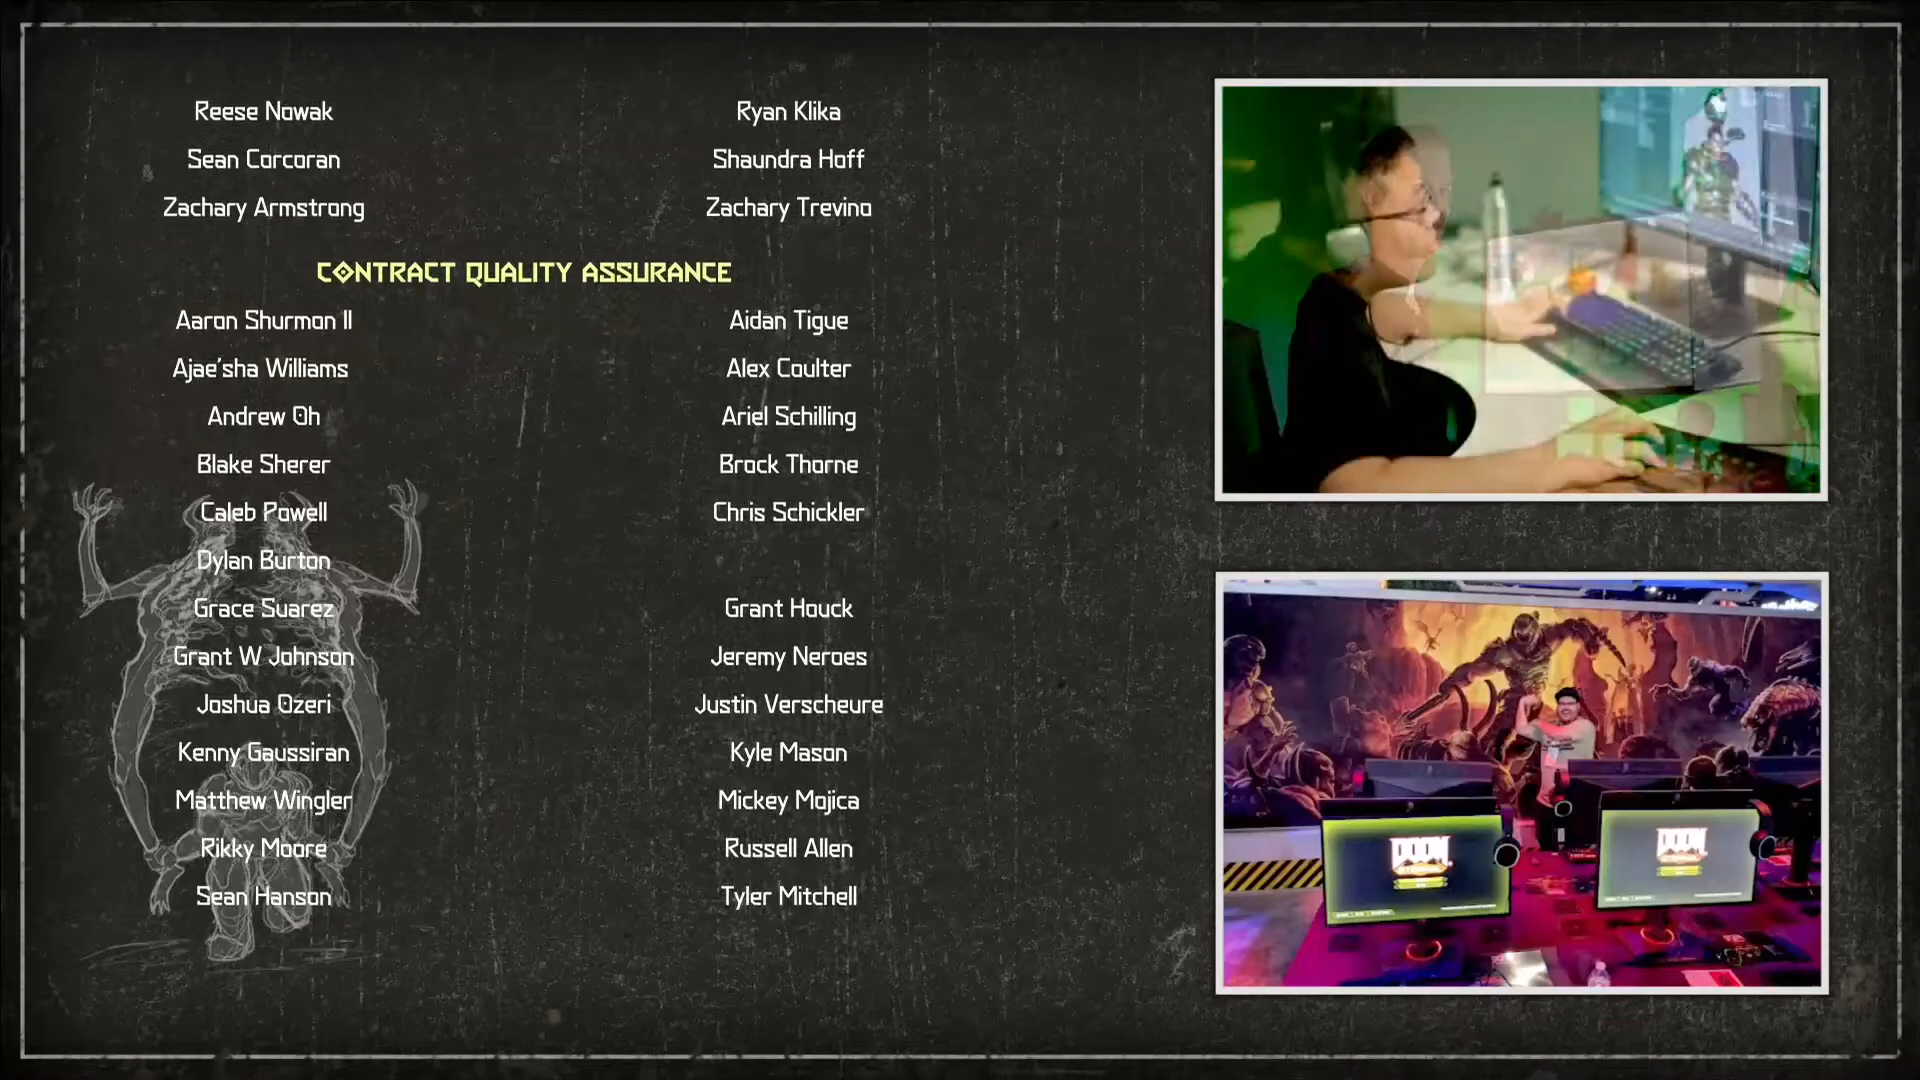 Reese Nowak Ryan Klika
Sean Corcoran Shaundra Hoff
Zachary Armstrong Zachary Trevino
CONTRACT QUALITY ASSURANCE
Aaron Shurmon II Aidan Tigue
Ajae'sha Williams Alex Coulter
Andrew Oh Ariel Schilling
Blake Sherer Brock Thorne
Caleb Powell Chris Schickler
Dylan Burton
Grace Suarez Grant Houck
Grant W Johnson Jeremy Neroes
Joshua Ozeri Justin Verscheure
Kenny Gaussiran Kyle Mason
Matthew Wingler Mickey Mojica
Rikky Moore Russell Allen
Sean Hanson Tyler Mitchell
DOOM
DOOM